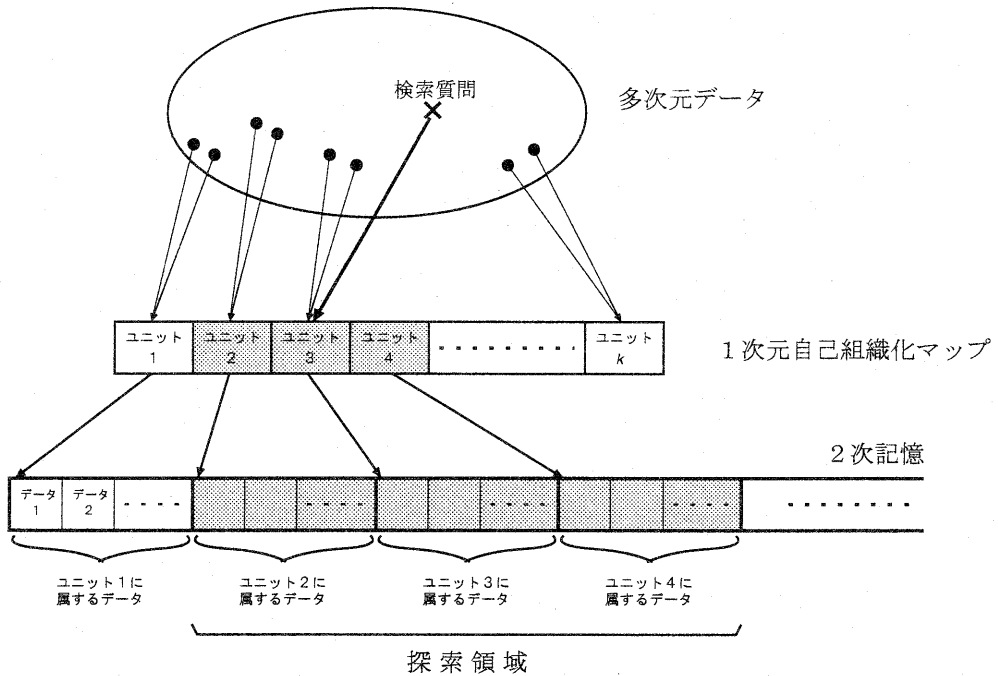 検索質問
多次元データ
ユニット
1
ユニット
2
ユニット
3
ユニット
4
ユニット
k
1次元自己組織化マップ
2次記憶
データ
1
データ
2
ユニット1に
属するデータ
ユニット2に
属するデータ
ユニット3に
属するデータ
ユニット4に
属するデータ
探索領域